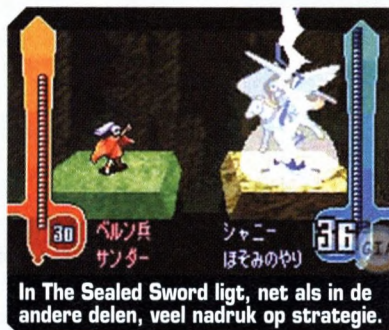 30
ベルン兵
サンダー
シャニー
ほそみのやり
36
In The Sealed Sword ligt, net als in de
andere delen, veel nadruk op strategie.